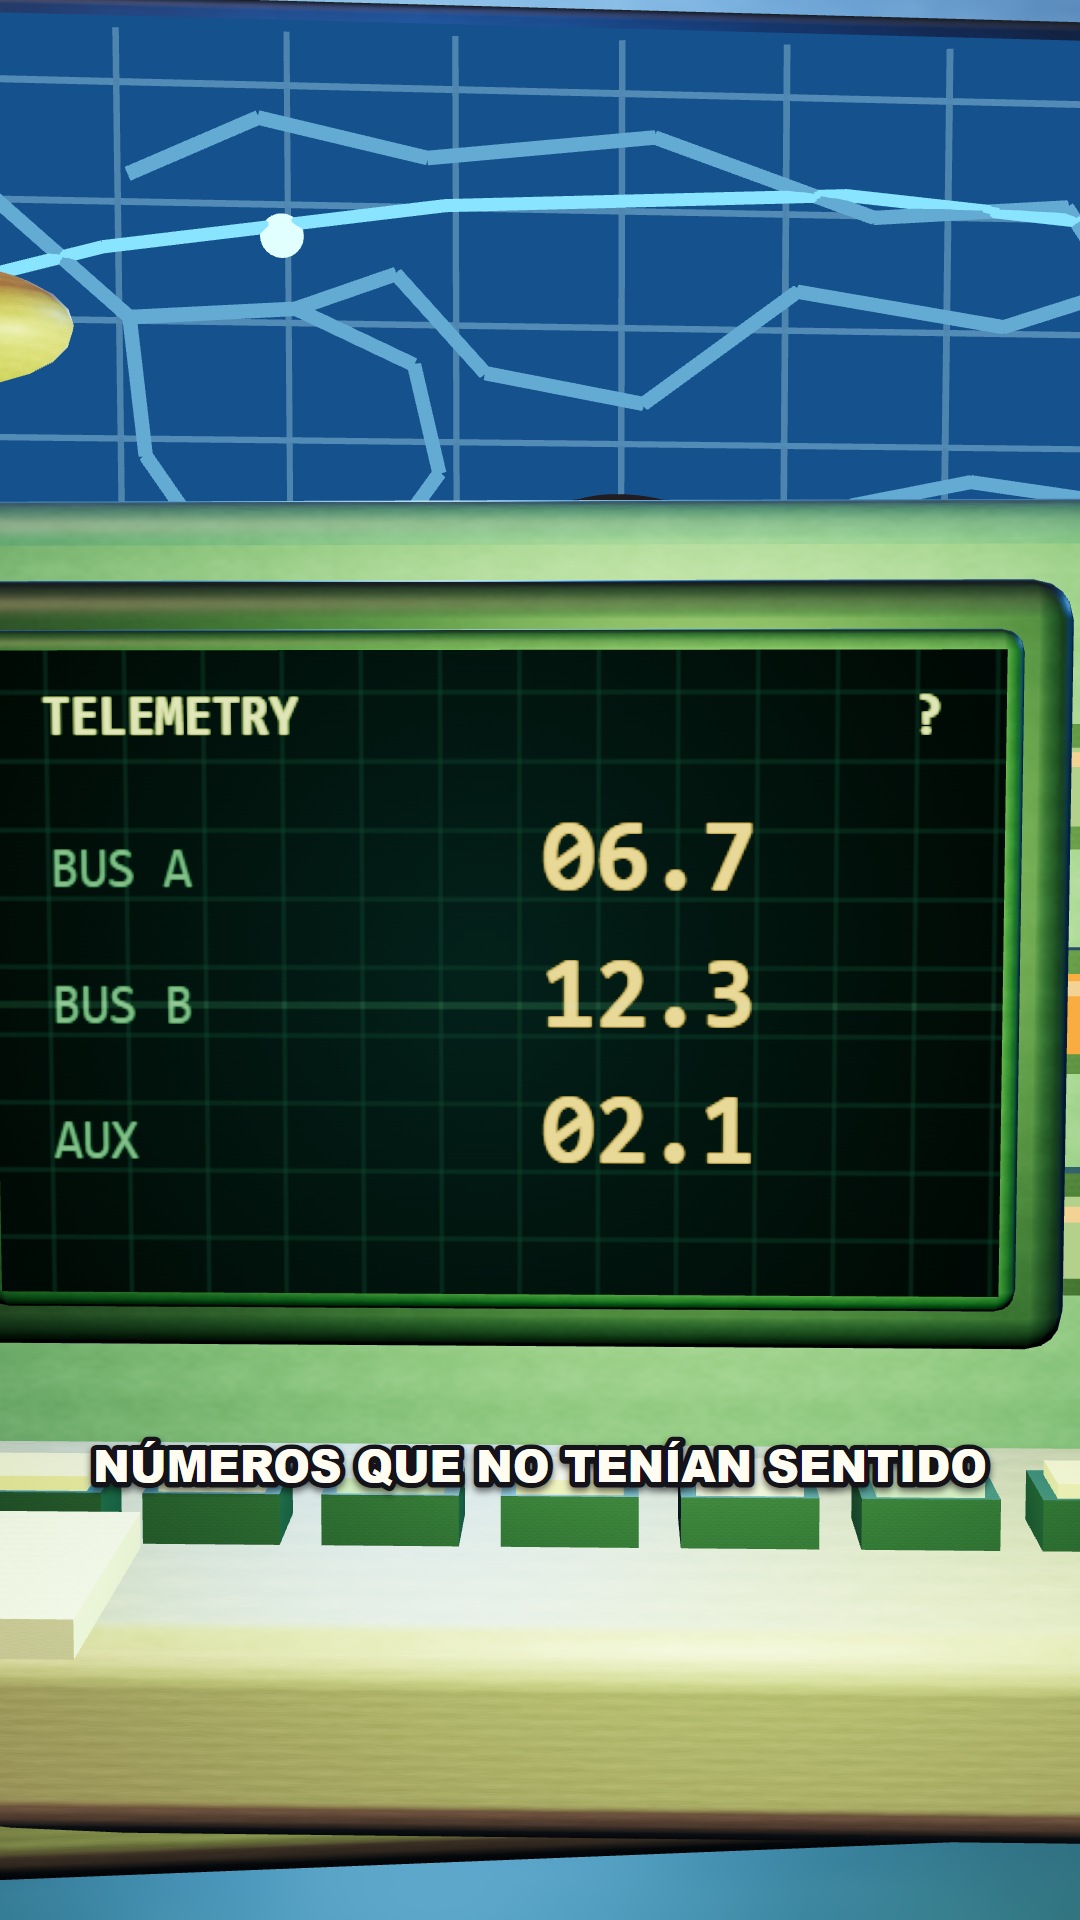 TELEMETRY ?
BUS A 06.7
BUS B 12.3
AUX 02.1
NÚMEROS QUE NO TENÍAN SENTIDO